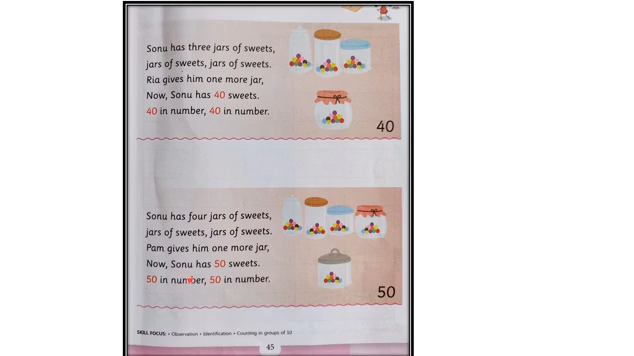 Sonu has three jars of sweets,
jars of sweets, jars of sweets.
Ria gives him one more jar,
Now, Sonu has 40 sweets.
40 in number, 40 in number.
40
Sonu has four jars of sweets,
jars of sweets, jars of sweets.
Pam gives him one more jar,
Now, Sonu has 50 sweets.
50 in number, 50 in number.
50
SKILL FOCUS: • Observation • Identification • Counting in groups of 10
45